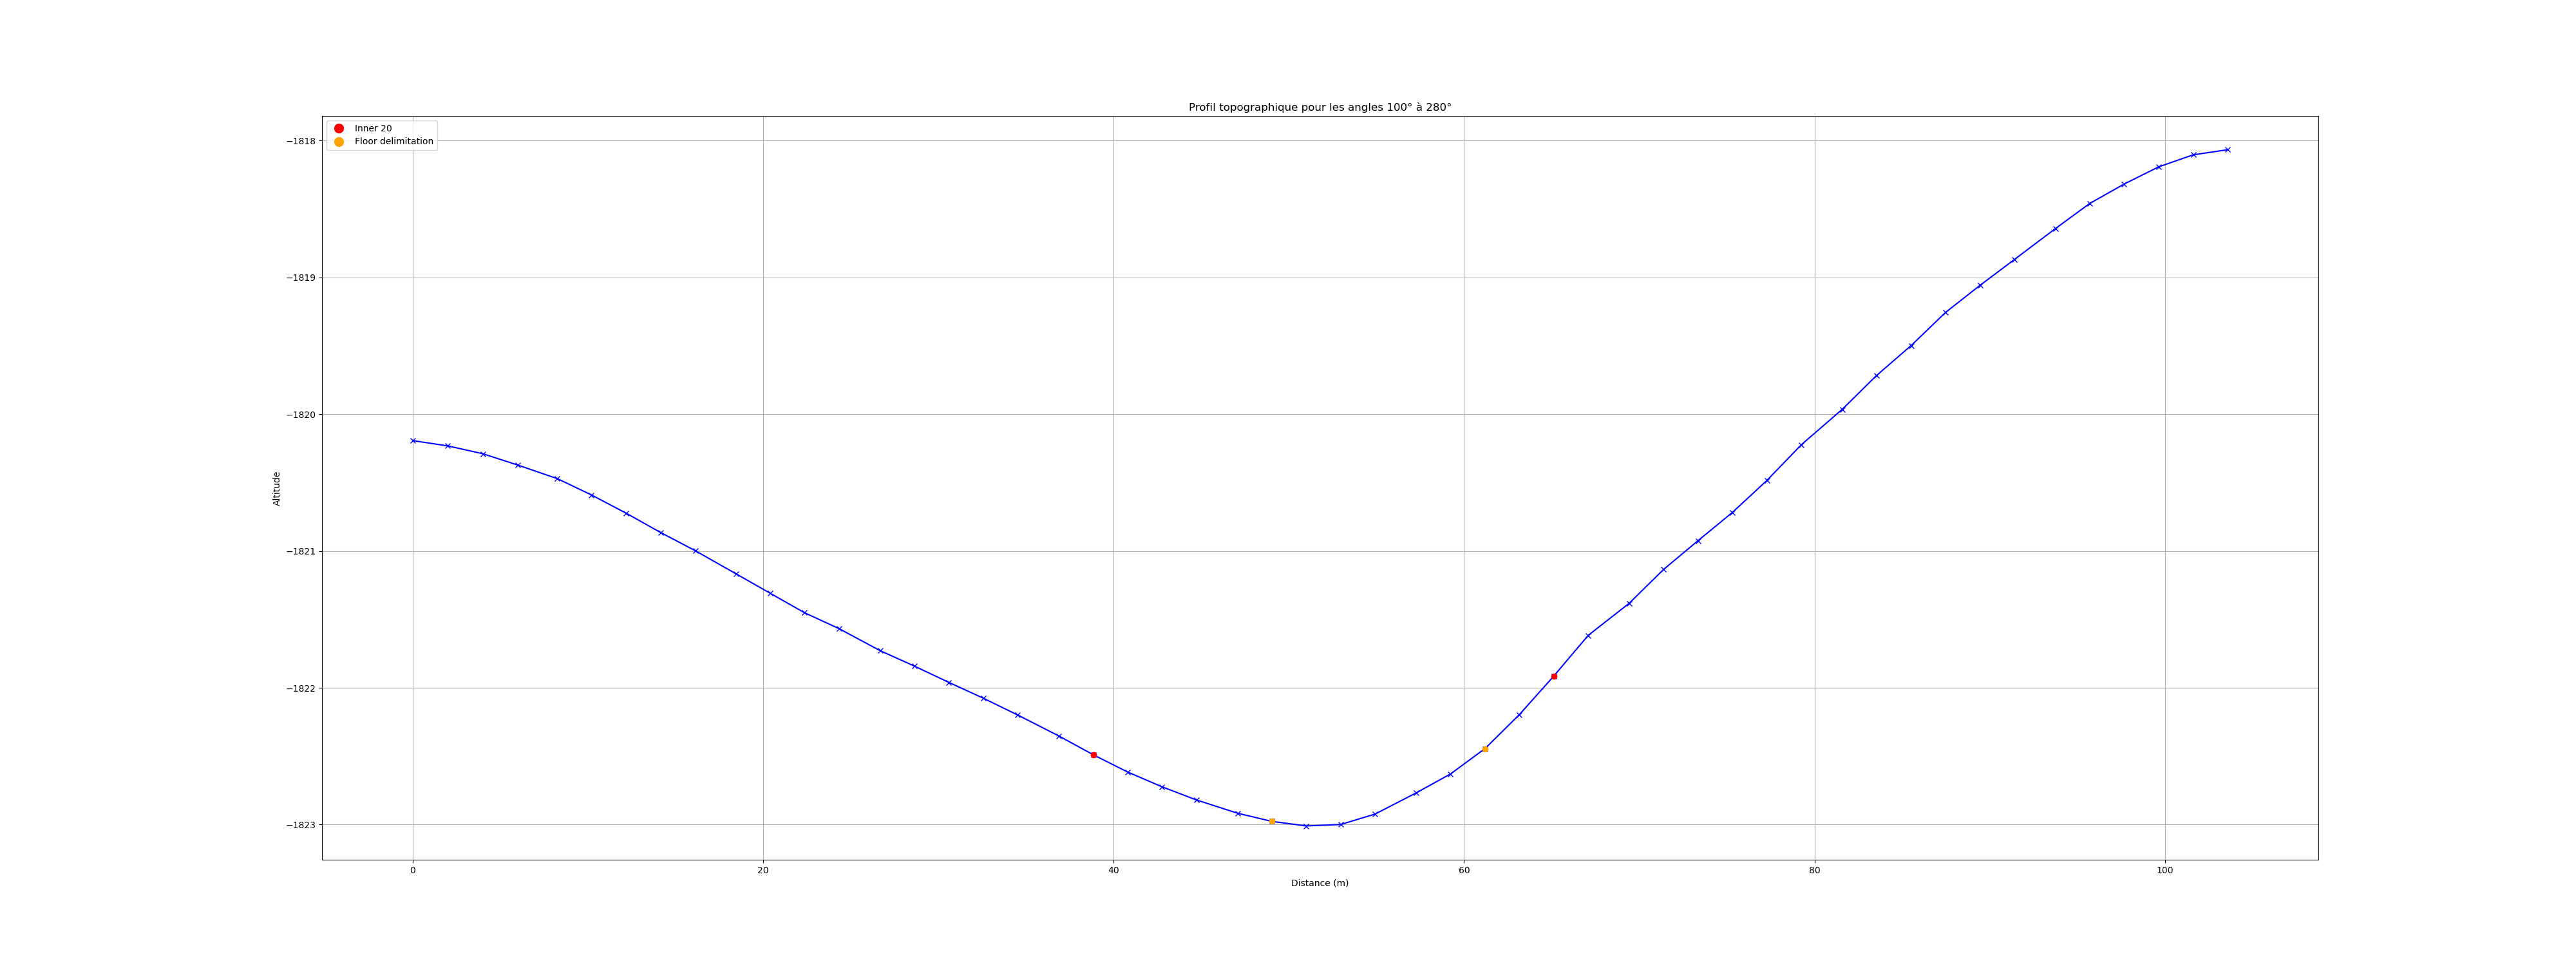 Profil topographique pour les angles 100° à 280°
Inner 20
Floor delimitation
−1818
−1819
−1820
−1821
−1822
−1823
Altitude
0 20 40 60 80 100
Distance (m)